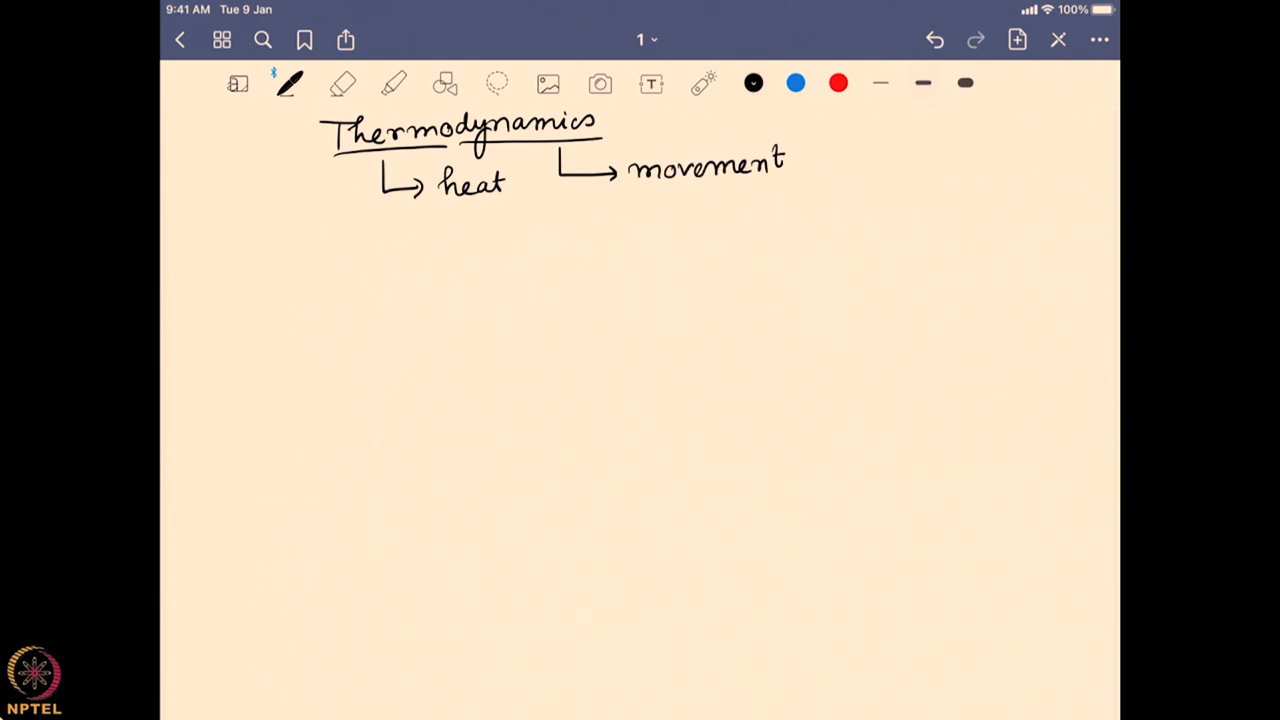 9:41 AM Tue 9 Jan
100%
1
T
Thermodynamics
heat
movement
NPTEL